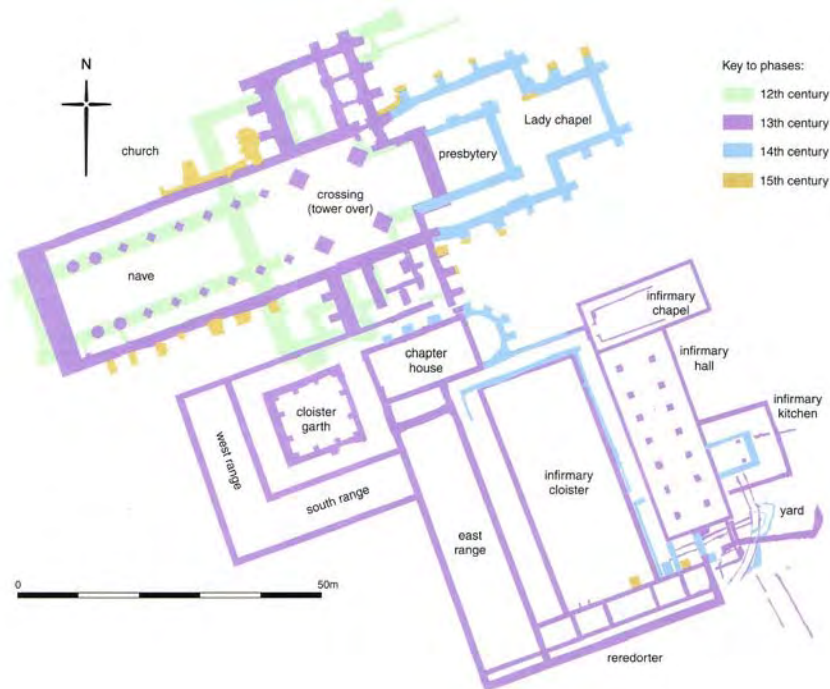 N
Key to phases:
12th century
13th century
14th century
15th century
Lady chapel
presbytery
church
crossing
(tower over)
nave
infirmary
chapel
infirmary
hall
chapter
house
infirmary
kitchen
cloister
garth
west range
south range
infirmary
cloister
east
range
yard
0
50m
reredorter